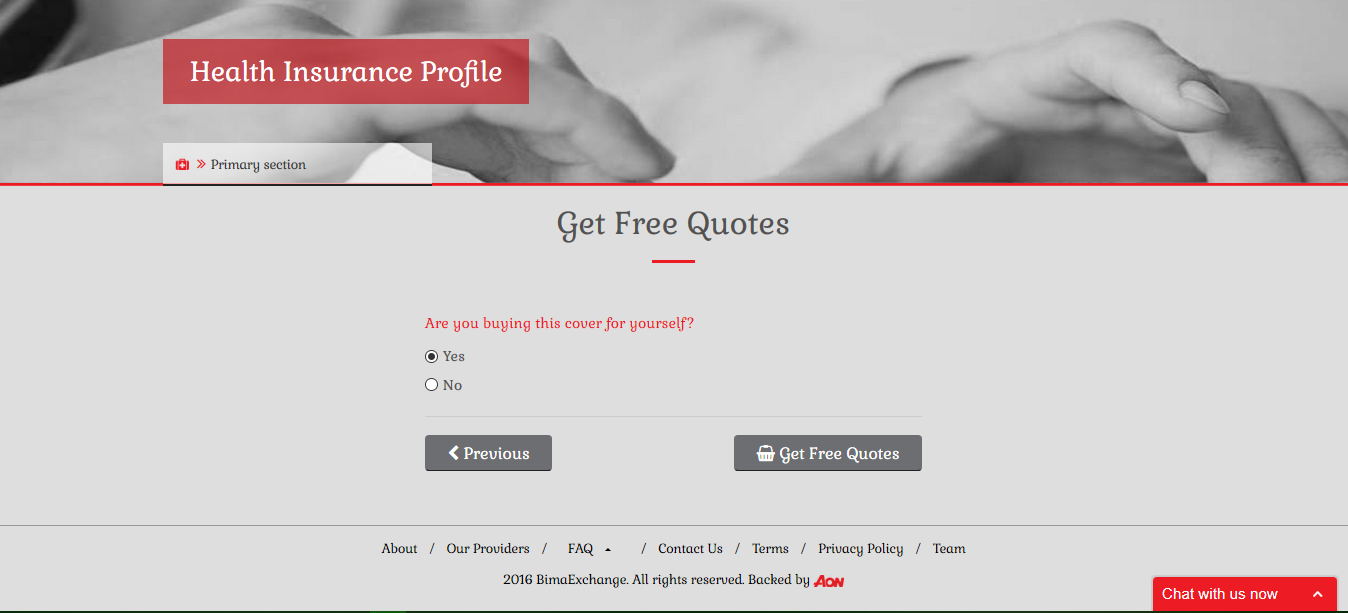 Health Insurance Profile
Primary section
Get Free Quotes
Are you buying this cover for yourself?
Yes
No
Previous
Get Free Quotes
About / Our Providers / FAQ / Contact Us / Terms / Privacy Policy / Team
2016 BimaExchange. All rights reserved. Backed by AON
Chat with us now